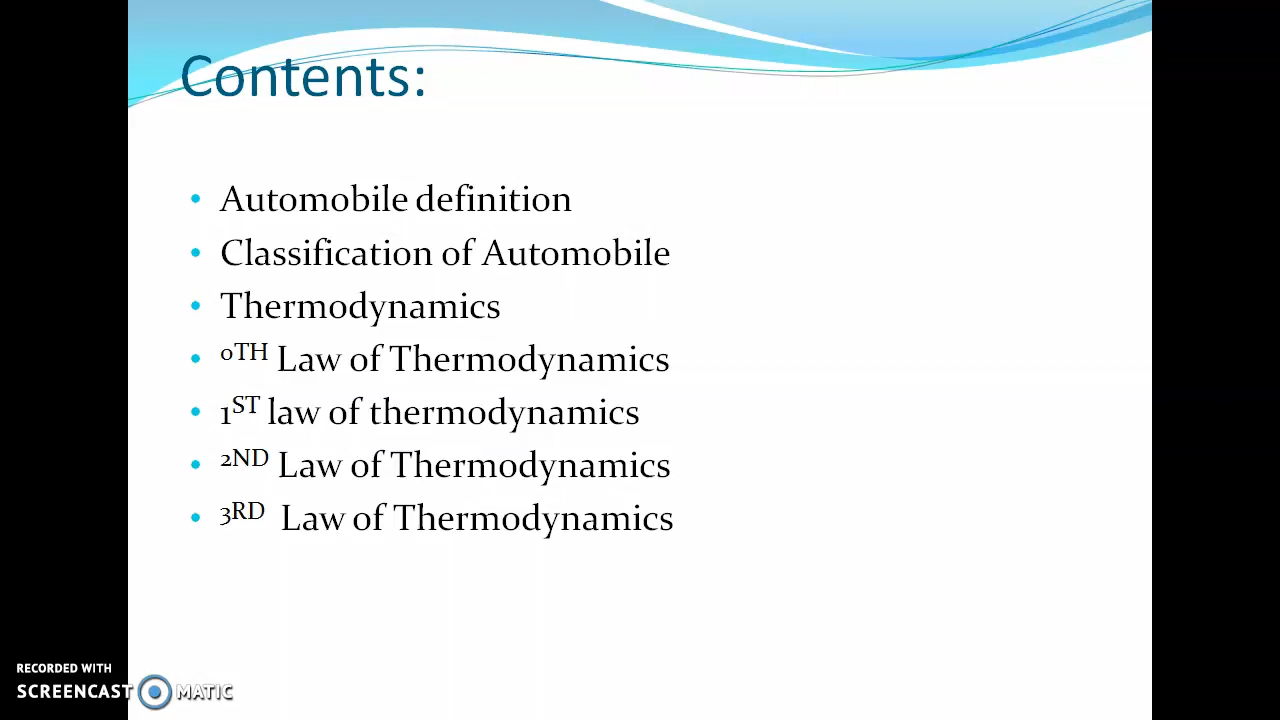 Contents:
• Automobile definition
• Classification of Automobile
• Thermodynamics
• 0TH Law of Thermodynamics
• 1ST law of thermodynamics
• 2ND Law of Thermodynamics
• 3RD Law of Thermodynamics
RECORDED WITH
SCREENCAST MATIC